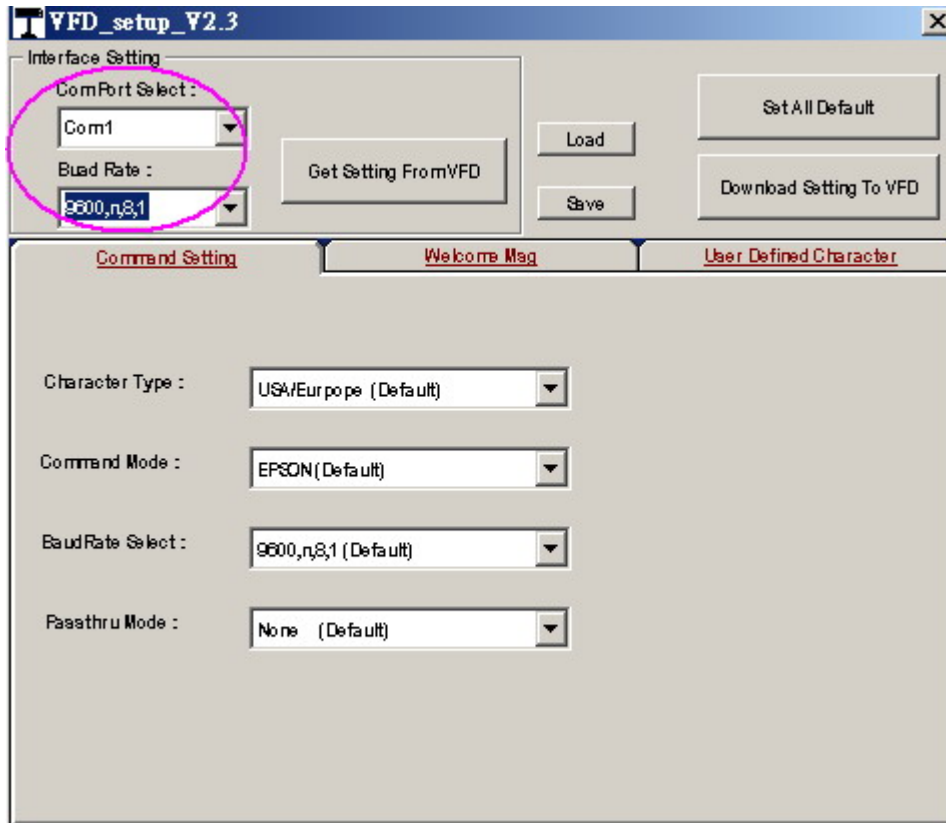 VFD_setup_V2.3
Interface Setting
ComPort Select :
Com1
Buad Rate :
9600,n,8,1
Get Setting From VFD
Load
Save
Set All Default
Download Setting To VFD
Command Setting
Welcome Mag
User Defined Character
Character Type :
USA/Eurpope (Default)
Command Mode :
EPSON(Default)
BaudRate Select :
9600,n,8,1 (Default)
Passthru Mode :
None (Default)